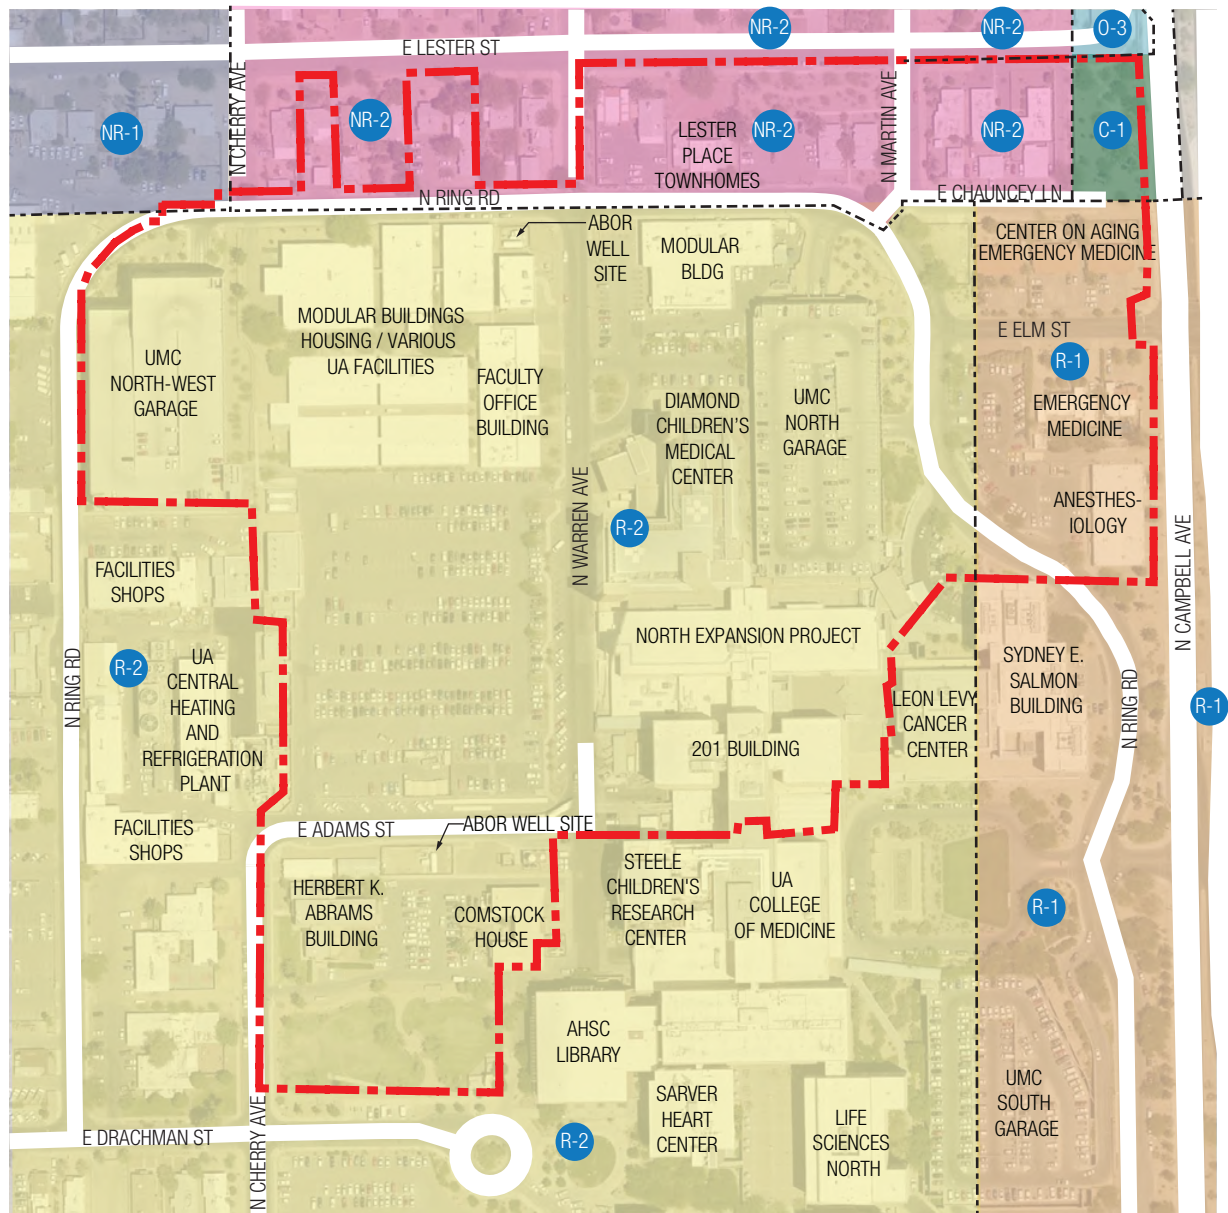 E LESTER ST
NR-2
NR-2
O-3
N CHERRY AVE
NR-1
NR-2
NR-2
NR-2
C-1
LESTER
PLACE
TOWNHOMES
N MARTIN AVE
N RING RD
E CHAUNCEY LN
ABOR
WELL
SITE
MODULAR
BLDG
CENTER ON AGING
EMERGENCY MEDICINE
MODULAR BUILDINGS
HOUSING / VARIOUS
UA FACILITIES
UMC
NORTH-WEST
GARAGE
FACULTY
OFFICE
BUILDING
DIAMOND
CHILDREN'S
MEDICAL
CENTER
UMC
NORTH
GARAGE
E ELM ST
R-1
EMERGENCY
MEDICINE
ANESTHES-
IOLOGY
N WARREN AVE
R-2
N CAMPBELL AVE
FACILITIES
SHOPS
N RING RD
R-2
UA
CENTRAL
HEATING
AND
REFRIGERATION
PLANT
NORTH EXPANSION PROJECT
SYDNEY E.
SALMON
BUILDING
LEON LEVY
CANCER
CENTER
N RING RD
R-1
201 BUILDING
FACILITIES
SHOPS
E ADAMS ST
ABOR WELL SITE
HERBERT K.
ABRAMS
BUILDING
COMSTOCK
HOUSE
STEELE
CHILDREN'S
RESEARCH
CENTER
UA
COLLEGE
OF MEDICINE
R-1
AHSC
LIBRARY
SARVER
HEART
CENTER
LIFE
SCIENCES
NORTH
UMC
SOUTH
GARAGE
E DRACHMAN ST
N CHERRY AVE
R-2